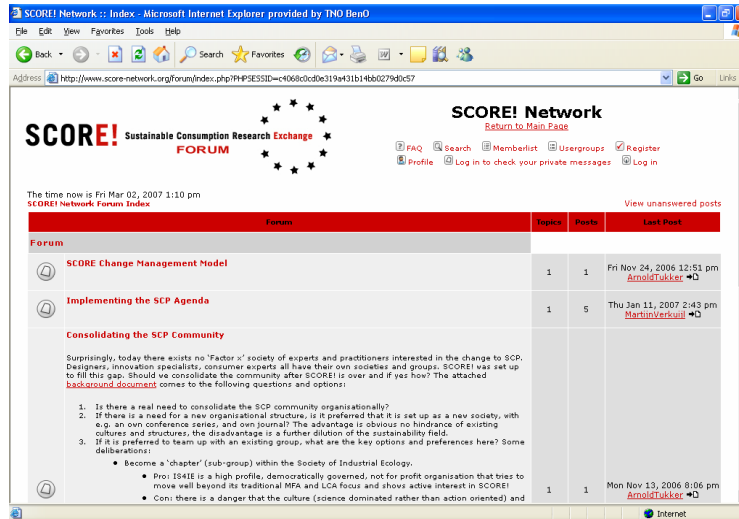 SCORE! Network :: Index - Microsoft Internet Explorer provided by TNO BenO
File Edit View Favorites Tools Help
Back Search Favorites
Address http://www.score-network.org/forum/index.php?PHPSESSID=c4068c0cd0e319a431b14bb0279d0c57 Go Links
SCORE! Sustainable Consumption Research Exchange
FORUM
SCORE! Network
Return to Main Page
FAQ Search Memberlist Usergroups Register
Profile Log in to check your private messages Log in
The time now is Fri Mar 02, 2007 1:10 pm
SCORE! Network Forum Index View unanswered posts
Forum Topics Posts Last Post
Forum
SCORE Change Management Model 1 1 Fri Nov 24, 2006 12:51 pm
ArnoldTukker
Implementing the SCP Agenda 1 5 Thu Jan 11, 2007 2:43 pm
MartijnVerkuijl
Consolidating the SCP Community
Surprisingly, today there exists no 'Factor x' society of experts and practitioners interested in the change to SCP.
Designers, innovation specialists, consumer experts all have their own societies and groups. SCORE! was set up
to fill this gap. Should we consolidate the community after SCORE! is over and if yes how? The attached
background document comes to the following questions and options:
1. Is there a real need to consolidate the SCP community organisationally?
2. If there is a need for a new organisational structure, is it preferred that it is set up as a new society, with
e.g. an own conference series, and own journal? The advantage is obvious no hindrance of existing
cultures and structures, the disadvantage is a further dilution of the sustainability field.
3. If it is preferred to team up with an existing group, what are the key options and preferences here? Some
deliberations:
• Become a 'chapter' (sub-group) within the Society of Industrial Ecology.
• Pro: IS4IE is a high profile, democratically governed, not for profit organisation that tries to
move well beyond its traditional MFA and LCA focus and shows active interest in SCORE!
• Con: there is a danger that the culture (science dominated rather than action oriented) and
1 1 Mon Nov 13, 2006 8:06 pm
ArnoldTukker
Internet